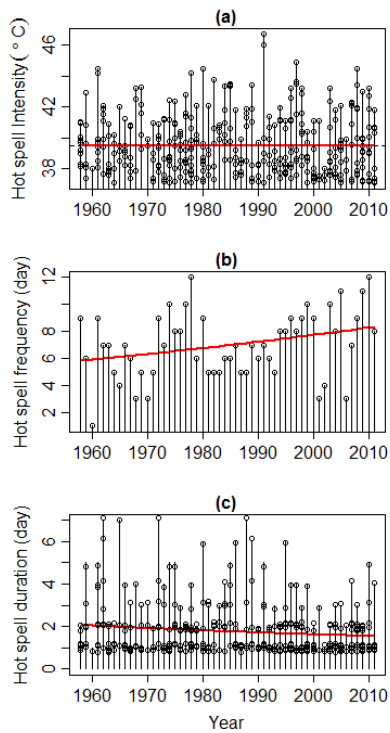 (a)
Hot spell Intensity (° C)
46
42
38
1960 1970 1980 1990 2000 2010
(b)
Hot spell frequency (day)
12
10
8
6
4
2
1960 1970 1980 1990 2000 2010
(c)
Hot spell duration (day)
6
4
2
0
1960 1970 1980 1990 2000 2010
Year